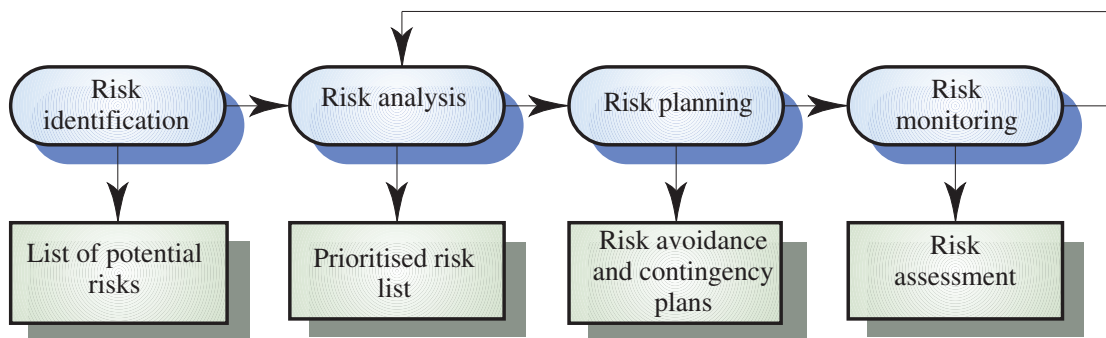 Risk
identification
Risk analysis
Risk planning
Risk
monitoring
List of potential
risks
Prioritised risk
list
Risk avoidance
and contingency
plans
Risk
assessment